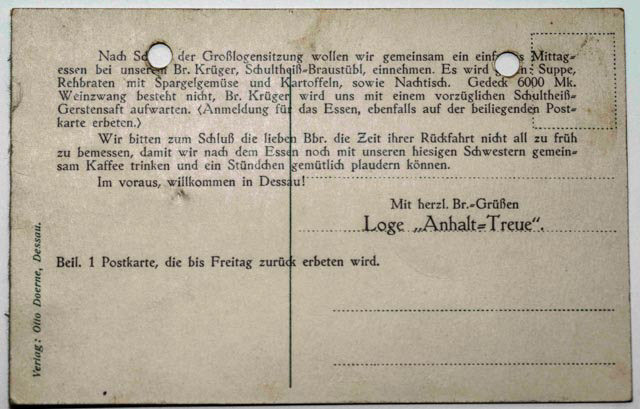 Nach Sc der Großlogensitzung wollen wir gemeinsam ein einf s Mittag-
essen bei unserem Br. Krüger, Schultheiß-Braustübl, einnehmen. Es wird g n: Suppe,
Rehbraten mit Spargelgemüse und Kartoffeln, sowie Nachtisch. Gedeck 6000 Mk.
Weinzwang besteht nicht, Br. Krüger wird uns mit einem vorzüglichen Schultheiß-
Gerstensaft aufwarten. (Anmeldung für das Essen, ebenfalls auf der beiliegenden Post-
karte erbeten.)
Wir bitten zum Schluß die lieben Bbr. die Zeit ihrer Rückfahrt nicht all zu früh
zu bemessen, damit wir nach dem Essen noch mit unseren hiesigen Schwestern gemein-
sam Kaffee trinken und ein Stündchen gemütlich plaudern können.
Im voraus, willkommen in Dessau!
Mit herzl. Br.-Grüßen
Loge „Anhalt-Treue“.
Beil. 1 Postkarte, die bis Freitag zurück erbeten wird.
Verlag: Otto Doerne, Dessau.